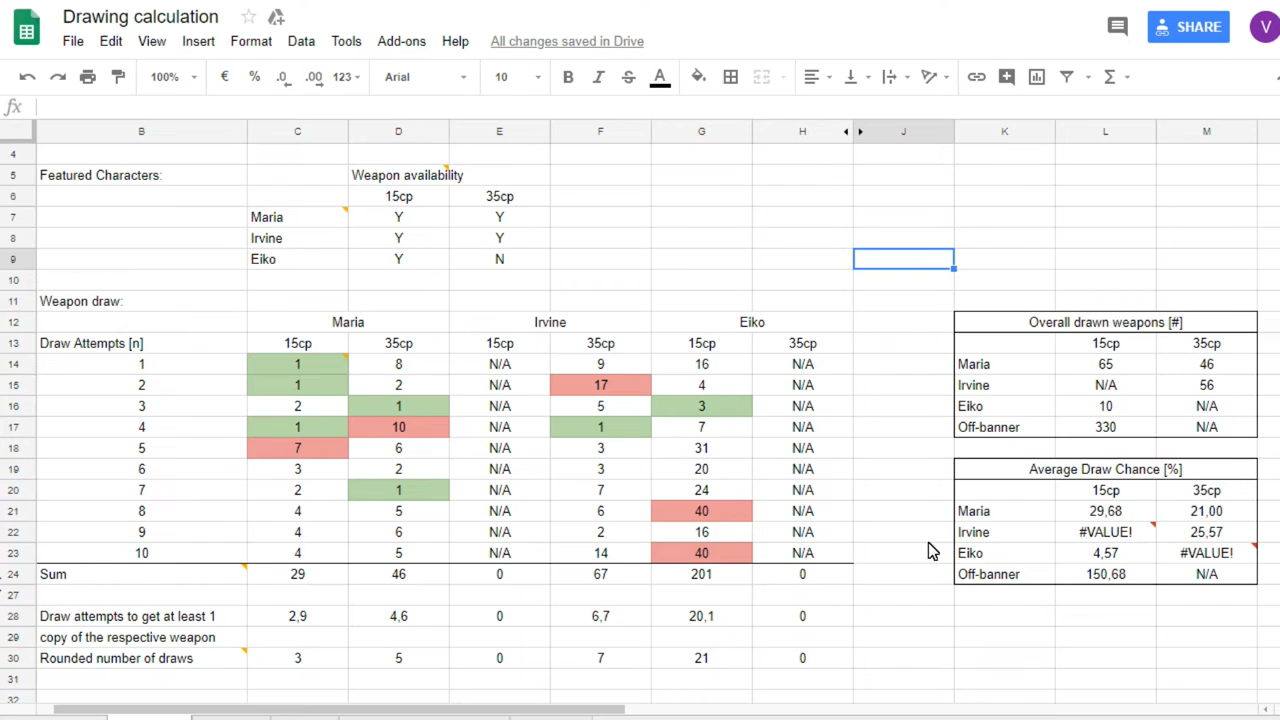 Drawing calculation
File Edit View Insert Format Data Tools Add-ons Help All changes saved in Drive
SHARE
V
100% € % .0 .00 123 Arial 10 B I S A Σ
fx
B C D E F G H J K L M
4
5 Featured Characters: Weapon availability
6 15cp 35cp
7 Maria Y Y
8 Irvine Y Y
9 Eiko Y N
10
11 Weapon draw:
12 Maria Irvine Eiko Overall drawn weapons [#]
13 Draw Attempts [n] 15cp 35cp 15cp 35cp 15cp 35cp 15cp 35cp
14 1 1 8 N/A 9 16 N/A Maria 65 46
15 2 1 2 N/A 17 4 N/A Irvine N/A 56
16 3 2 1 N/A 5 3 N/A Eiko 10 N/A
17 4 1 10 N/A 1 7 N/A Off-banner 330 N/A
18 5 7 6 N/A 3 31 N/A
19 6 3 2 N/A 3 20 N/A Average Draw Chance [%]
20 7 2 1 N/A 7 24 N/A 15cp 35cp
21 8 4 5 N/A 6 40 N/A Maria 29,68 21,00
22 9 4 6 N/A 2 16 N/A Irvine #VALUE! 25,57
23 10 4 5 N/A 14 40 N/A Eiko 4,57 #VALUE!
24 Sum 29 46 0 67 201 0 Off-banner 150,68 N/A
27
28 Draw attempts to get at least 1 2,9 4,6 0 6,7 20,1 0
29 copy of the respective weapon
30 Rounded number of draws 3 5 0 7 21 0
31
32